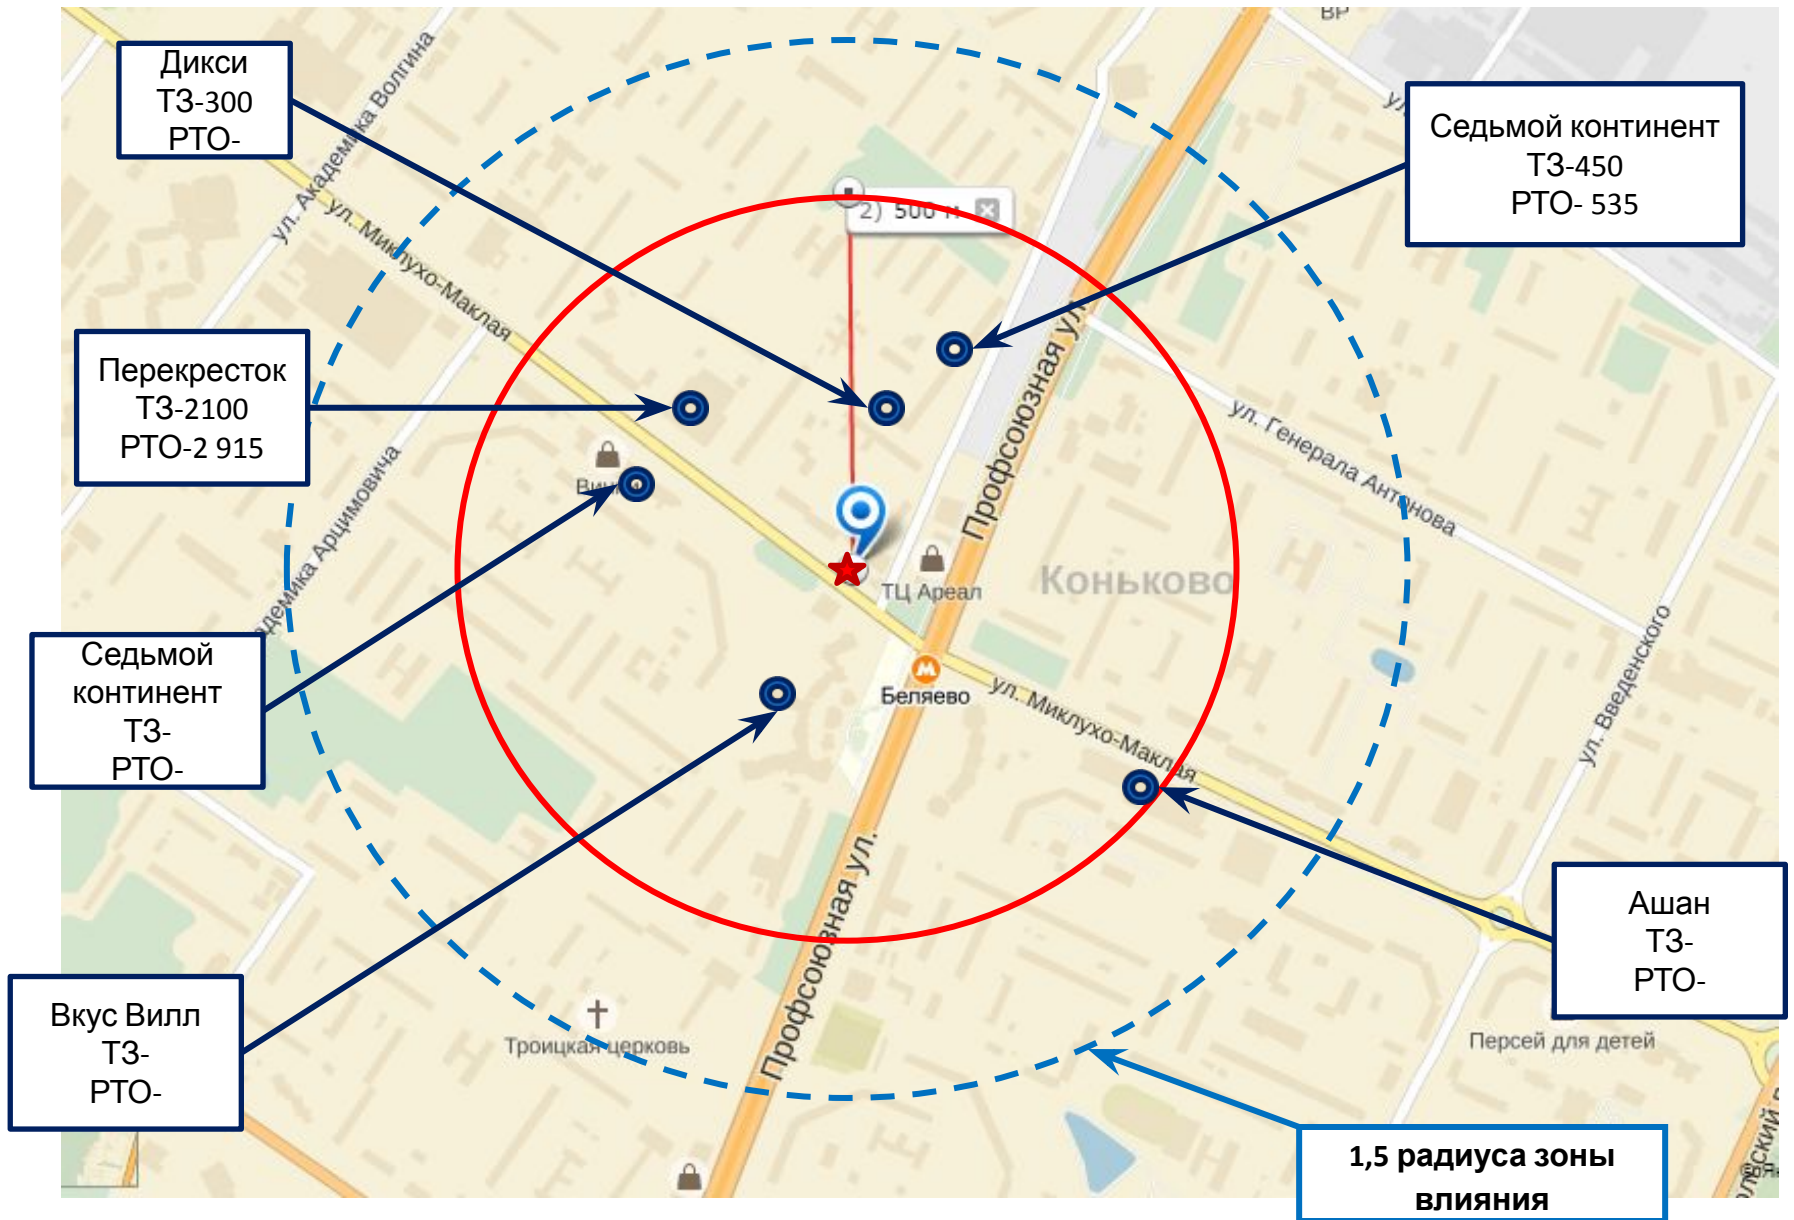 Дикси
ТЗ-300
РТО-
Седьмой континент
ТЗ-450
РТО- 535
Перекресток
ТЗ-2100
РТО-2 915
Седьмой
континент
ТЗ-
РТО-
Вкус Вилл
ТЗ-
РТО-
Ашан
ТЗ-
РТО-
1,5 радиуса зоны
влияния
2) 500 м
ул. Академика Волгина
ул. Миклухо-Маклая
Профсоюзная ул.
ул. Генерала Антонова
ТЦ Ареал
Коньково
Беляево
ул. Миклухо-Маклая
ул. Введенского
Профсоюзная ул.
Троицкая церковь
Персей для детей